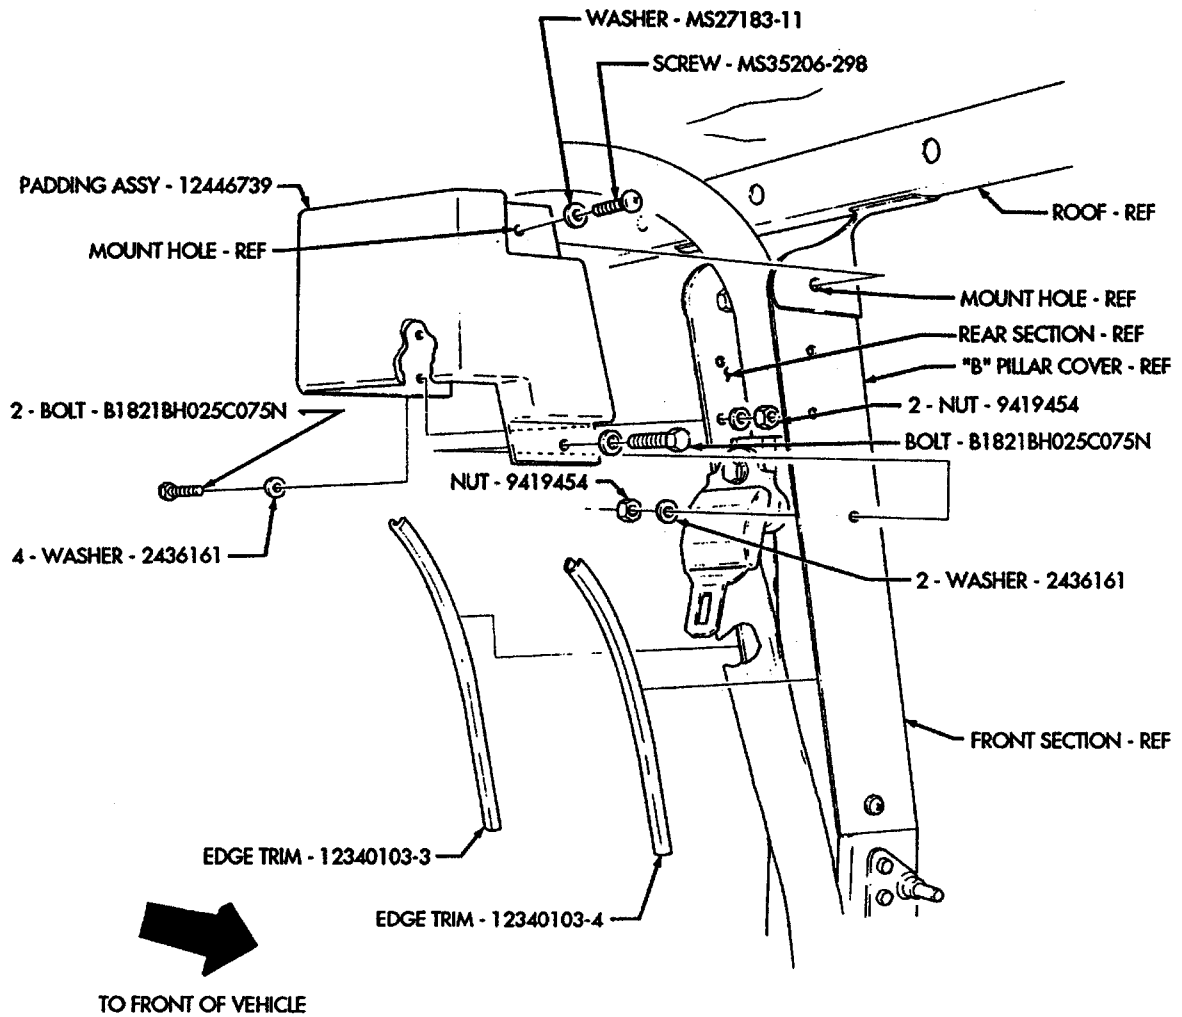 WASHER - MS27183-11
SCREW - MS35206-298
PADDING ASSY - 12446739
ROOF - REF
MOUNT HOLE - REF
MOUNT HOLE - REF
REAR SECTION - REF
"B" PILLAR COVER - REF
2 - BOLT - B1821BH025C075N
2 - NUT - 9419454
BOLT - B1821BH025C075N
NUT - 9419454
4 - WASHER - 2436161
2 - WASHER - 2436161
FRONT SECTION - REF
EDGE TRIM - 12340103-3
EDGE TRIM - 12340103-4
TO FRONT OF VEHICLE